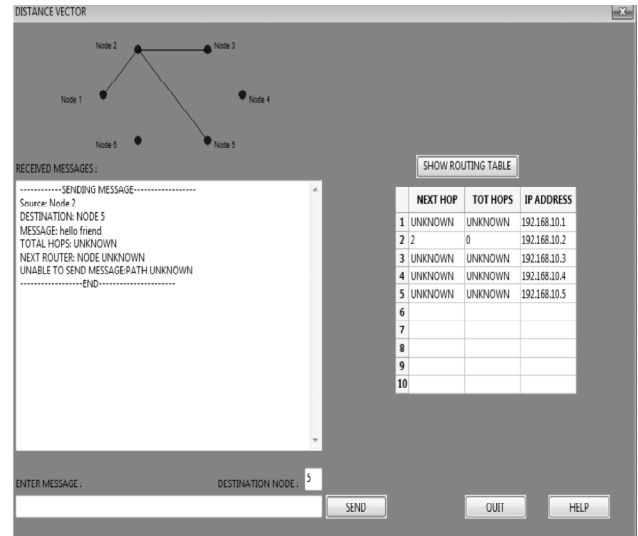 DISTANCE VECTOR
Node 2
Node 3
Node 1
Node 4
Node 6
Node 5
RECEIVED MESSAGES :
SHOW ROUTING TABLE
------------SENDING MESSAGE-----------------
Source: Node 2
DESTINATION: NODE 5
MESSAGE: hello friend
TOTAL HOPS: UNKNOWN
NEXT ROUTER: NODE UNKNOWN
UNABLE TO SEND MESSAGE:PATH UNKNOWN
-----------------END---------------------
NEXT HOP TOT HOPS IP ADDRESS
1 UNKNOWN UNKNOWN 192.168.10.1
2 2 0 192.168.10.2
3 UNKNOWN UNKNOWN 192.168.10.3
4 UNKNOWN UNKNOWN 192.168.10.4
5 UNKNOWN UNKNOWN 192.168.10.5
6
7
8
9
10
ENTER MESSAGE :
DESTINATION NODE : 5
SEND
QUIT
HELP